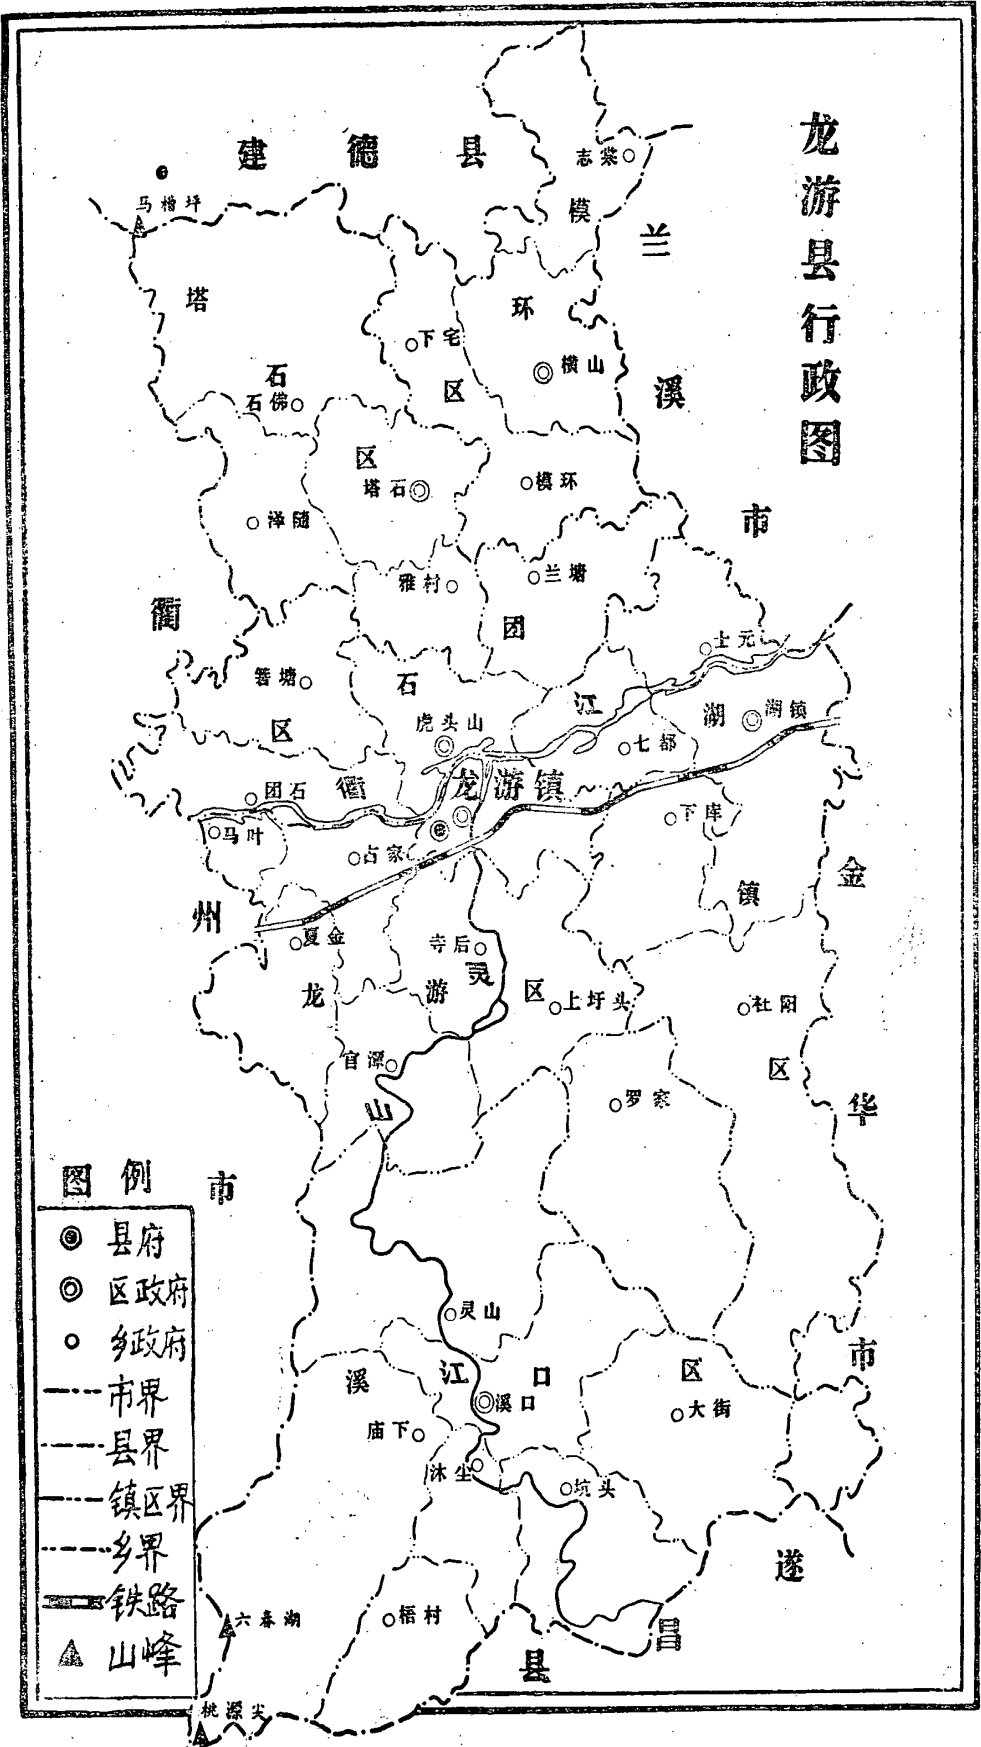 龙游县行政图
建德县
志棠
马槽坪
模
兰
塔
环
下宅
横山
石
溪
区
石佛
区
塔石
模环
市
泽随
兰塘
雅村
衢
团
士元
詹塘
石
江
湖
湖镇
区
虎头山
七都
龙游镇
团石
衢
下库
马叶
占家
金
镇
州
夏金
寺后
灵
龙
游
区
上圩头
社阳
官潭
区
罗家
山
华
市
灵山
市
溪
江
口
区
溪口
大街
庙下
沐尘
坑头
遂
六春湖
梧村
昌
县
桃源尖
图例
县府
区政府
乡政府
市界
县界
镇区界
乡界
铁路
山峰